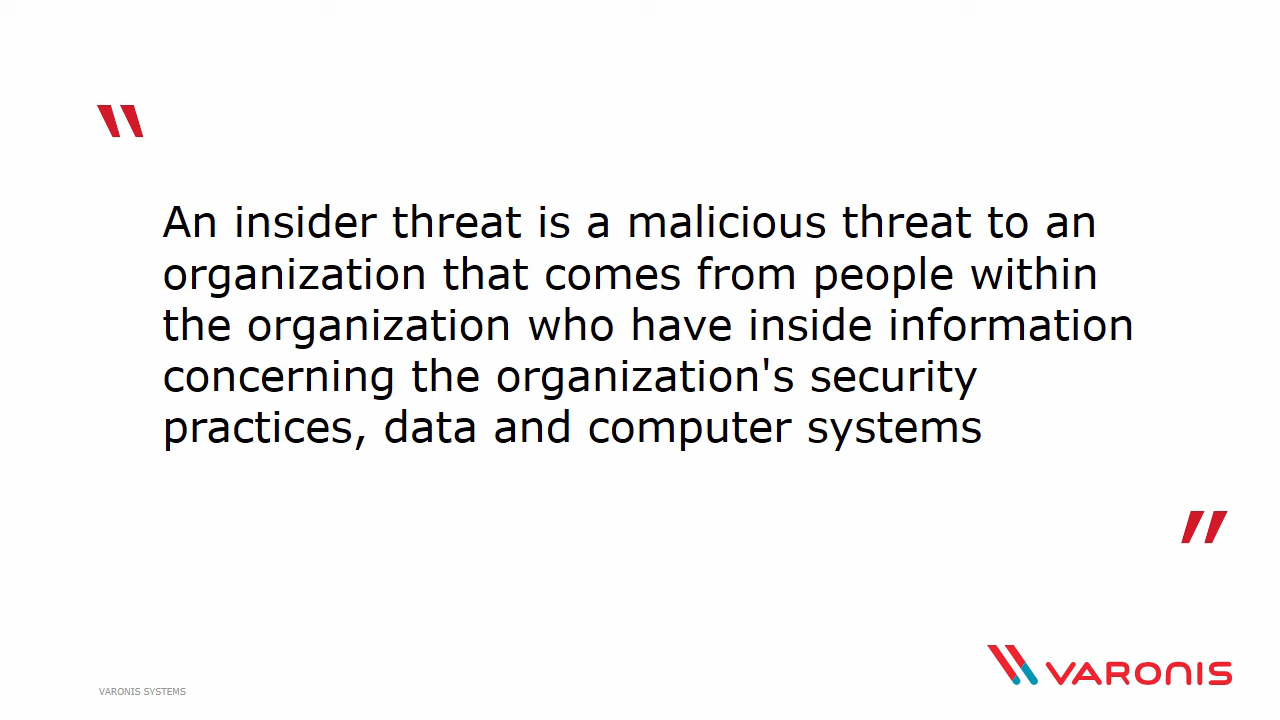 "
An insider threat is a malicious threat to an
organization that comes from people within
the organization who have inside information
concerning the organization's security
practices, data and computer systems
"
VARONIS
VARONIS SYSTEMS